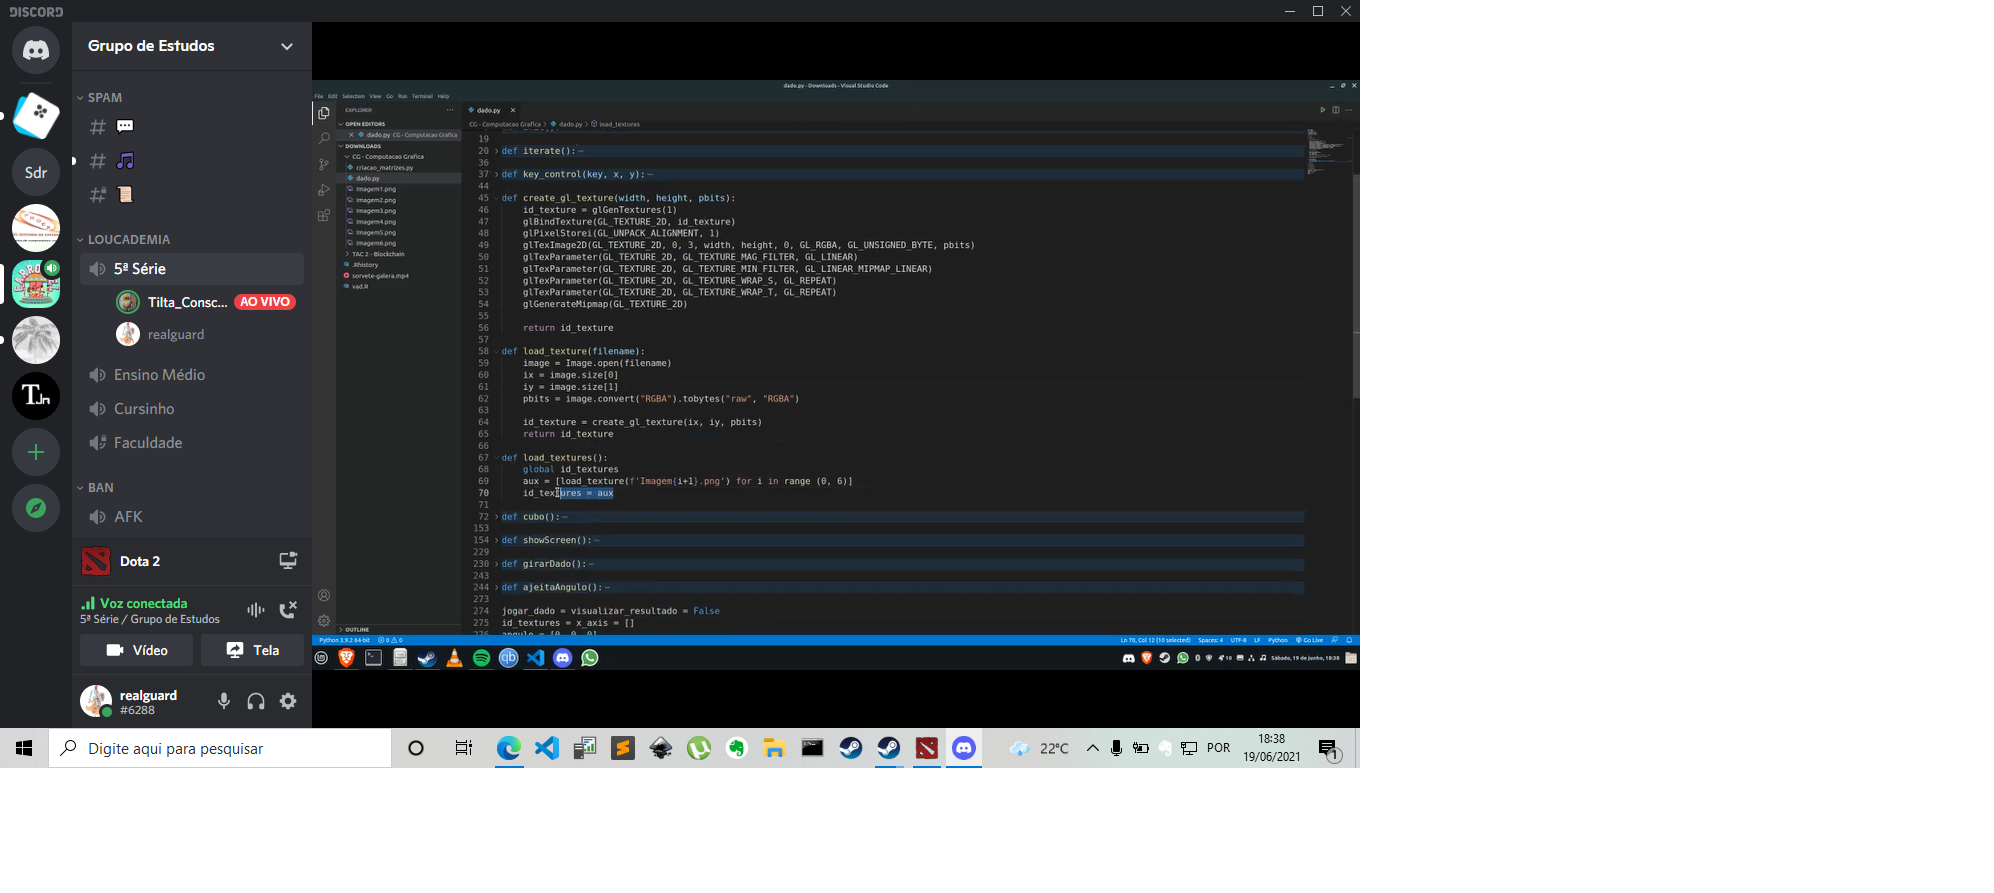 DISCORD
Grupo de Estudos
SPAM
#
#
#
LOUCADEMIA
5ª Série
Tilta_Consc... AO VIVO
realguard
Ensino Médio
Cursinho
Faculdade
BAN
AFK
Dota 2
Voz conectada
5ª Série / Grupo de Estudos
Vídeo
Tela
realguard
#6288
Sdr
dado.py - Downloads - Visual Studio Code
File Edit Selection View Go Run Terminal Help
EXPLORER
OPEN EDITORS
dado.py CG - Computacao Grafica
DOWNLOADS
CG - Computacao Grafica
criacao_matrizes.py
dado.py
Imagem1.png
Imagem2.png
Imagem3.png
Imagem4.png
Imagem5.png
Imagem6.png
TAC 2 - Blockchain
.Rhistory
sorvete-galera.mp4
vad.R
OUTLINE
dado.py
CG - Computacao Grafica > dado.py > load_textures
19
20 def iterate():
36
37 def key_control(key, x, y):
44
45 def create_gl_texture(width, height, pbits):
46 id_texture = glGenTextures(1)
47 glBindTexture(GL_TEXTURE_2D, id_texture)
48 glPixelStorei(GL_UNPACK_ALIGNMENT, 1)
49 glTexImage2D(GL_TEXTURE_2D, 0, 3, width, height, 0, GL_RGBA, GL_UNSIGNED_BYTE, pbits)
50 glTexParameter(GL_TEXTURE_2D, GL_TEXTURE_MAG_FILTER, GL_LINEAR)
51 glTexParameter(GL_TEXTURE_2D, GL_TEXTURE_MIN_FILTER, GL_LINEAR_MIPMAP_LINEAR)
52 glTexParameter(GL_TEXTURE_2D, GL_TEXTURE_WRAP_S, GL_REPEAT)
53 glTexParameter(GL_TEXTURE_2D, GL_TEXTURE_WRAP_T, GL_REPEAT)
54 glGenerateMipmap(GL_TEXTURE_2D)
55
56 return id_texture
57
58 def load_texture(filename):
59 image = Image.open(filename)
60 ix = image.size[0]
61 iy = image.size[1]
62 pbits = image.convert("RGBA").tobytes("raw", "RGBA")
63
64 id_texture = create_gl_texture(ix, iy, pbits)
65 return id_texture
66
67 def load_textures():
68 global id_textures
69 aux = [load_texture(f'Imagem{i+1}.png') for i in range (0, 6)]
70 id_textures = aux
71
72 def cubo():
153
154 def showScreen():
229
230 def girarDado():
243
244 def ajeitaAngulo():
273
274 jogar_dado = visualizar_resultado = False
275 id_textures = x_axis = []
276 angulo = [0, 0, 0]
Python 3.9.2 64-bit 0 0
Ln 70, Col 12 (10 selected) Spaces: 4 UTF-8 LF Python Go Live
Sábado, 19 de junho, 18:38
Digite aqui para pesquisar
22°C
POR
18:38
19/06/2021
1